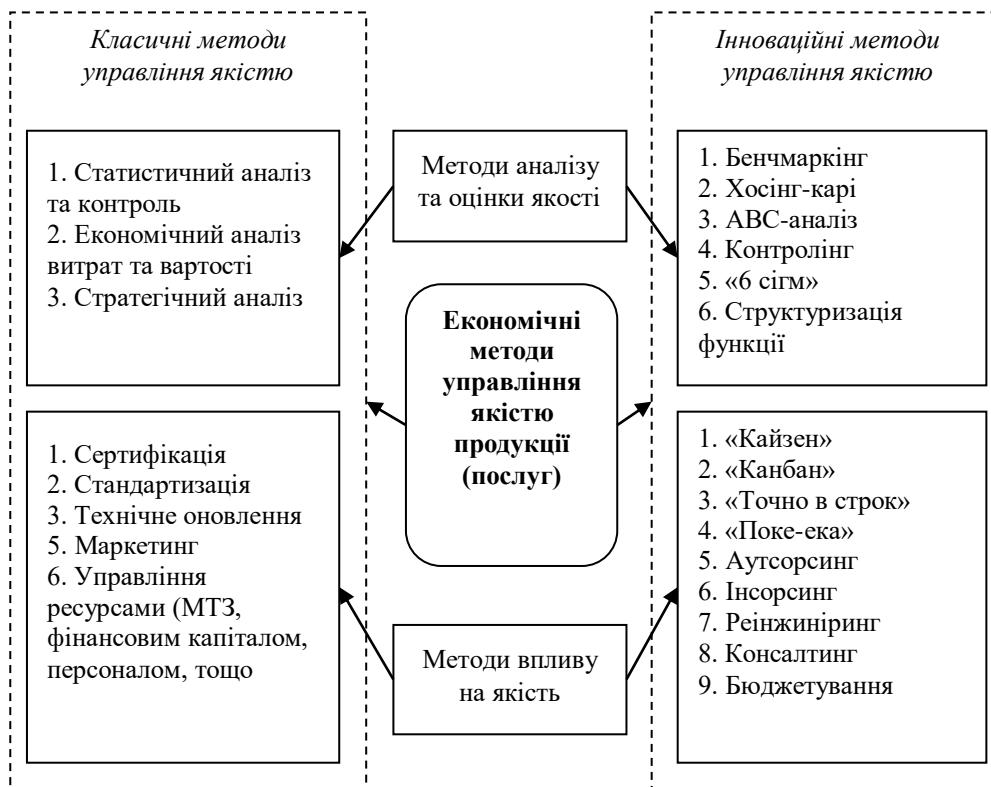 Класичні методи
управління якістю
Інноваційні методи
управління якістю
1. Статистичний аналіз
та контроль
2. Економічний аналіз
витрат та вартості
3. Стратегічний аналіз
Методи аналізу
та оцінки якості
1. Бенчмаркінг
2. Хосінг-карі
3. АВС-аналіз
4. Контролінг
5. «6 сігм»
6. Структуризація
функції
Економічні
методи
управління
якістю
продукції
(послуг)
1. Сертифікація
2. Стандартизація
3. Технічне оновлення
5. Маркетинг
6. Управління
ресурсами (МТЗ,
фінансовим капіталом,
персоналом, тощо
Методи впливу
на якість
1. «Кайзен»
2. «Канбан»
3. «Точно в строк»
4. «Поке-ека»
5. Аутсорсинг
6. Інсорсинг
7. Реінжиніринг
8. Консалтинг
9. Бюджетування